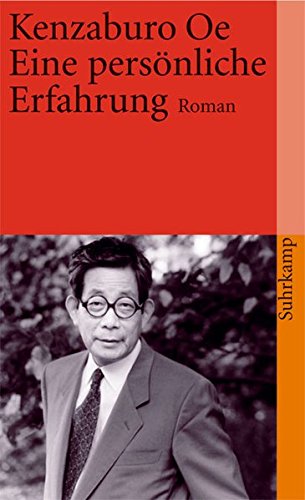 Kenzaburo Oe
Eine persönliche
Erfahrung Roman
Suhrkamp